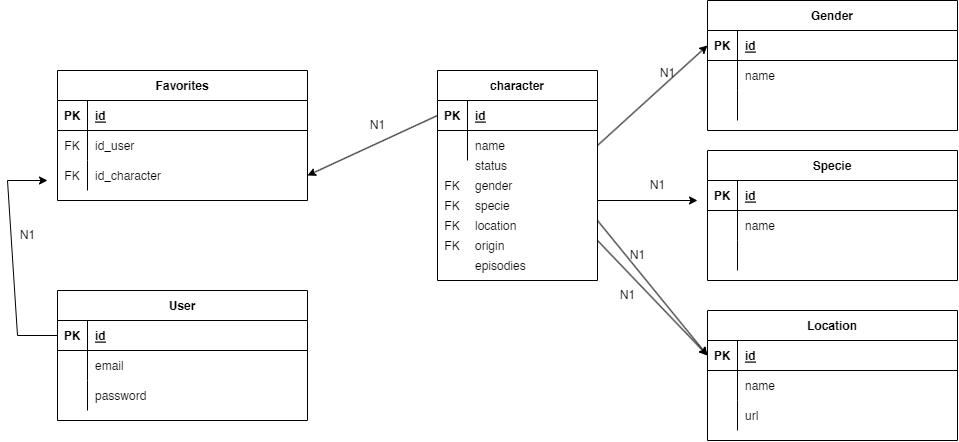 Favorites
PK id
FK id_user
FK id_character
N1
User
PK id
email
password
N1
character
PK id
name
status
FK gender
FK specie
FK location
FK origin
episodies
N1
Gender
PK id
name
N1
Specie
PK id
name
N1
N1
Location
PK id
name
url